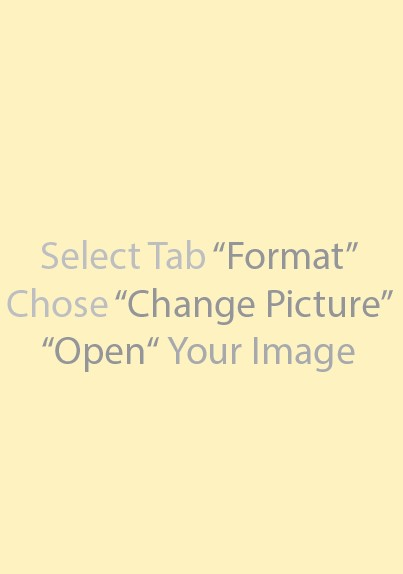 Select Tab “Format”
Chose “Change Picture”
“Open“ Your Image